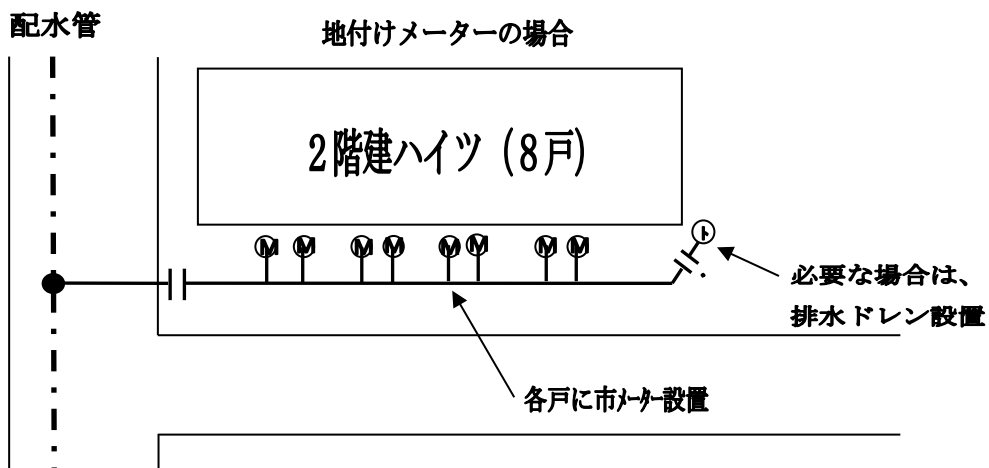 配水管
地付けメーターの場合
2階建ハイツ（8戸）
M M M M M M M M
ト
必要な場合は、
排水ドレン設置
各戸に市メーター設置